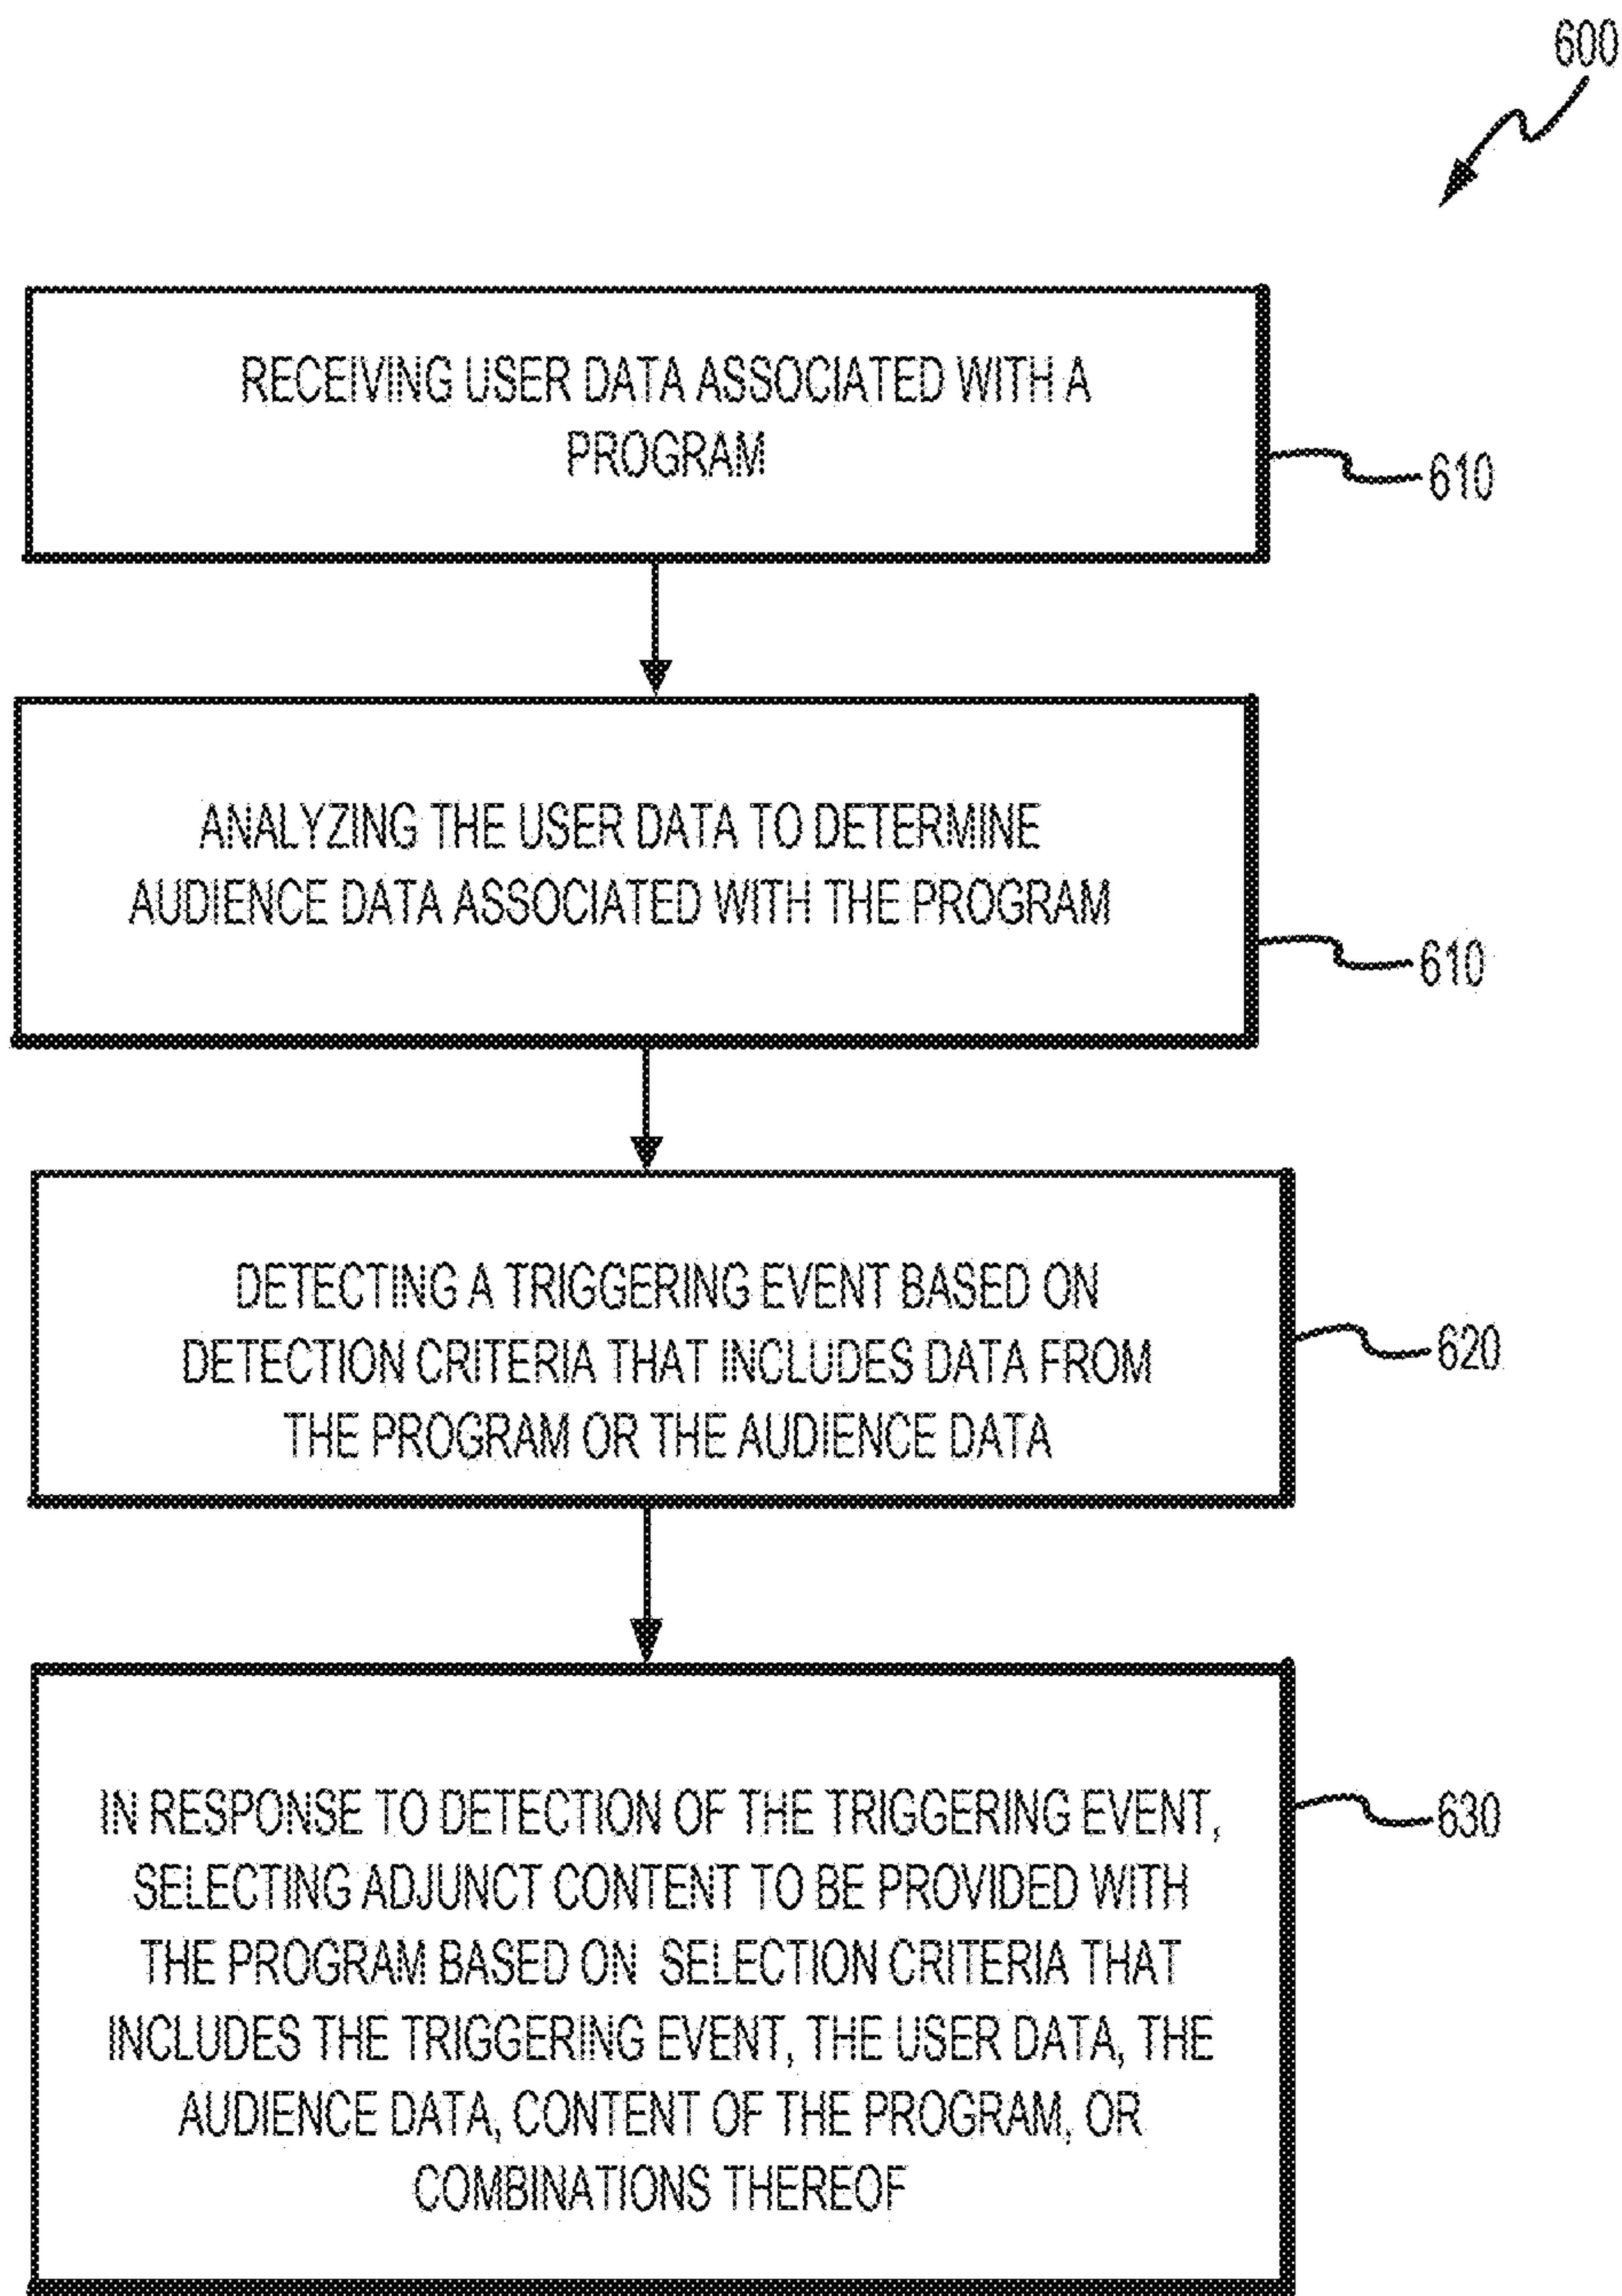 600
RECEIVING USER DATA ASSOCIATED WITH A
PROGRAM
610
ANALYZING THE USER DATA TO DETERMINE
AUDIENCE DATA ASSOCIATED WITH THE PROGRAM
610
DETECTING A TRIGGERING EVENT BASED ON
DETECTION CRITERIA THAT INCLUDES DATA FROM
THE PROGRAM OR THE AUDIENCE DATA
620
IN RESPONSE TO DETECTION OF THE TRIGGERING EVENT,
SELECTING ADJUNCT CONTENT TO BE PROVIDED WITH
THE PROGRAM BASED ON SELECTION CRITERIA THAT
INCLUDES THE TRIGGERING EVENT, THE USER DATA, THE
AUDIENCE DATA, CONTENT OF THE PROGRAM, OR
COMBINATIONS THEREOF
630